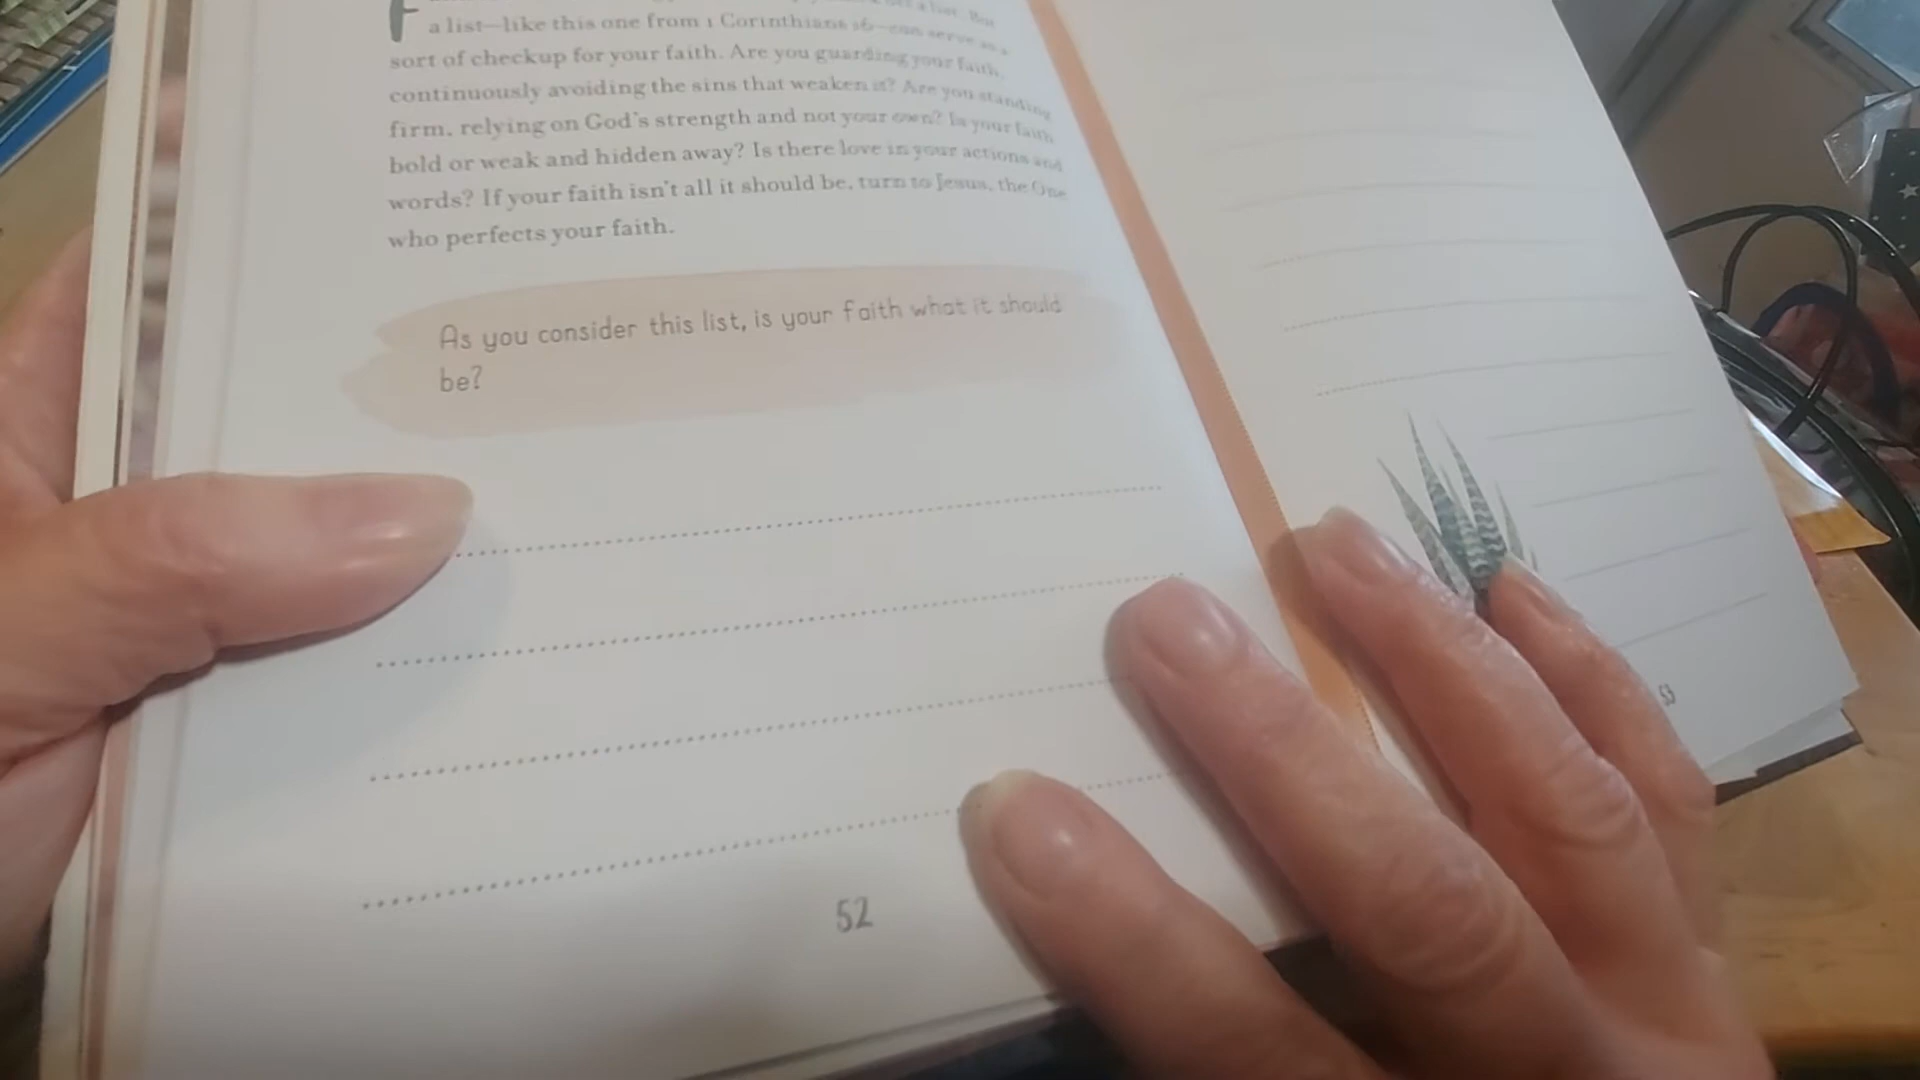 F
a list. But
a list—like this one from 1 Corinthians 16—can serve as a
sort of checkup for your faith. Are you guarding your faith,
continuously avoiding the sins that weaken it? Are you standing
firm, relying on God's strength and not your own? Is your faith
bold or weak and hidden away? Is there love in your actions and
words? If your faith isn't all it should be, turn to Jesus, the One
who perfects your faith.
As you consider this list, is your faith what it should
be?
52
53